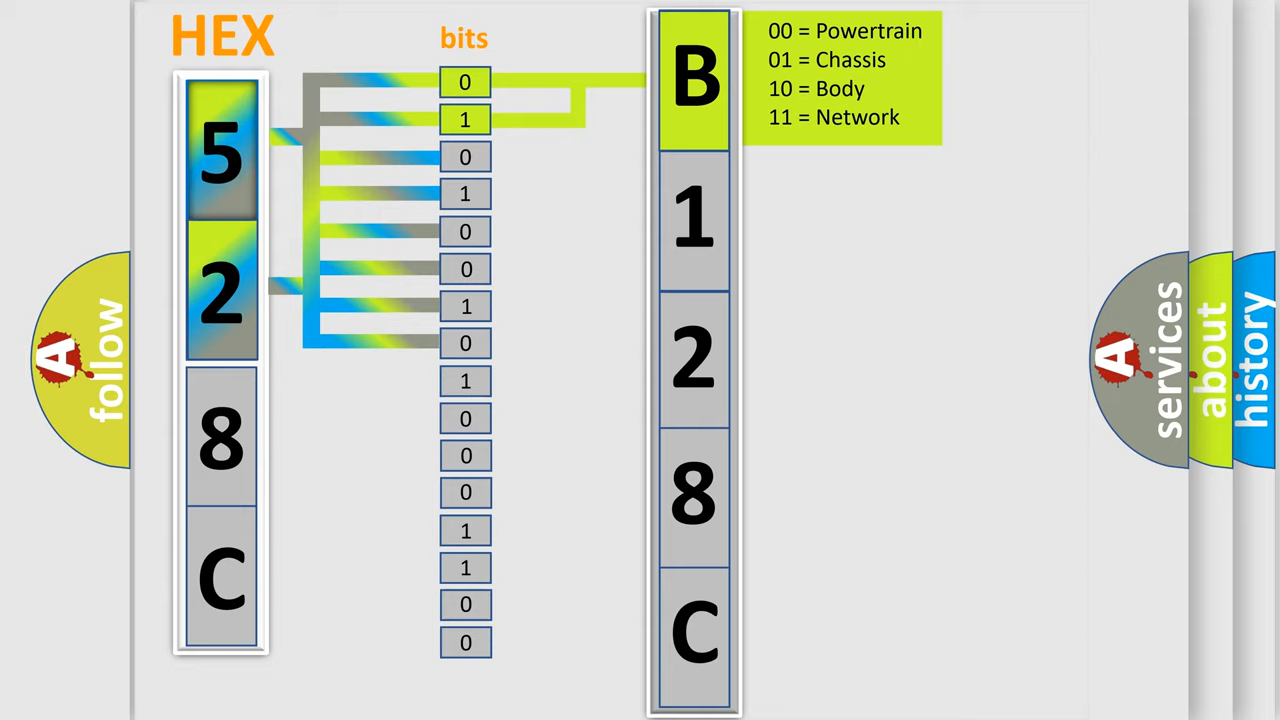 HEX
5
2
8
C
bits
0
1
0
1
0
0
1
0
1
0
0
0
1
1
0
0
B
1
2
8
C
00 = Powertrain
01 = Chassis
10 = Body
11 = Network
A follow
A services
about
history